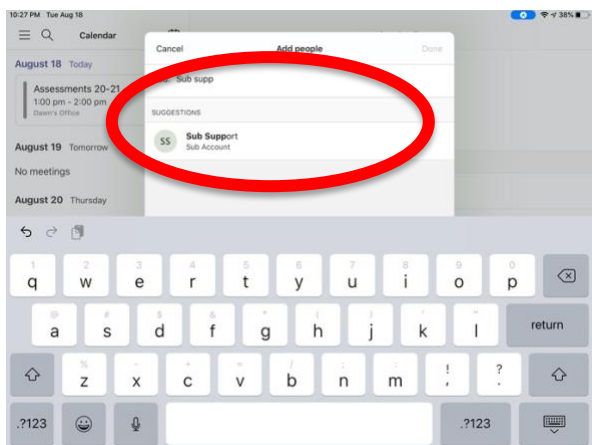 10:27 PM Tue Aug 18
38%
Calendar
Cancel
Add people
Done
August 18 Today
Sub supp
Assessments 20-21
1:00 pm - 2:00 pm
Dawn's Office
SUGGESTIONS
SS
Sub Support
Sub Account
August 19 Tomorrow
No meetings
August 20 Thursday
1 2 3 4 5 6 7 8 9 0
q w e r t y u i o p
@ # $ & * ( ) ' "
a s d f g h j k l return
% - + = / ; : ! ?
z x c v b n m , .
.?123 .?123